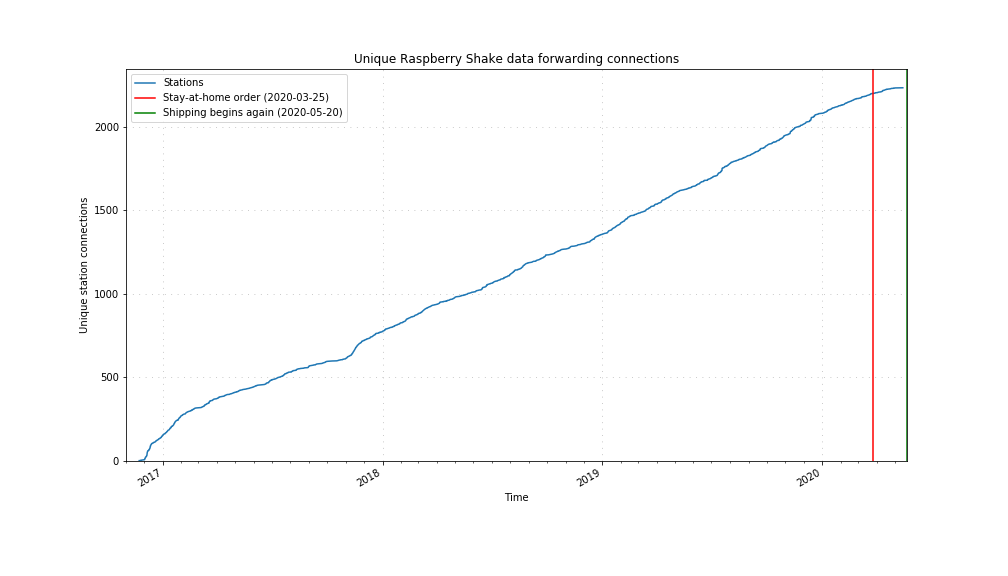 Unique Raspberry Shake data forwarding connections
Stations
Stay-at-home order (2020-03-25)
Shipping begins again (2020-05-20)
Unique station connections
2000
1500
1000
500
0
2017
2018
2019
2020
Time